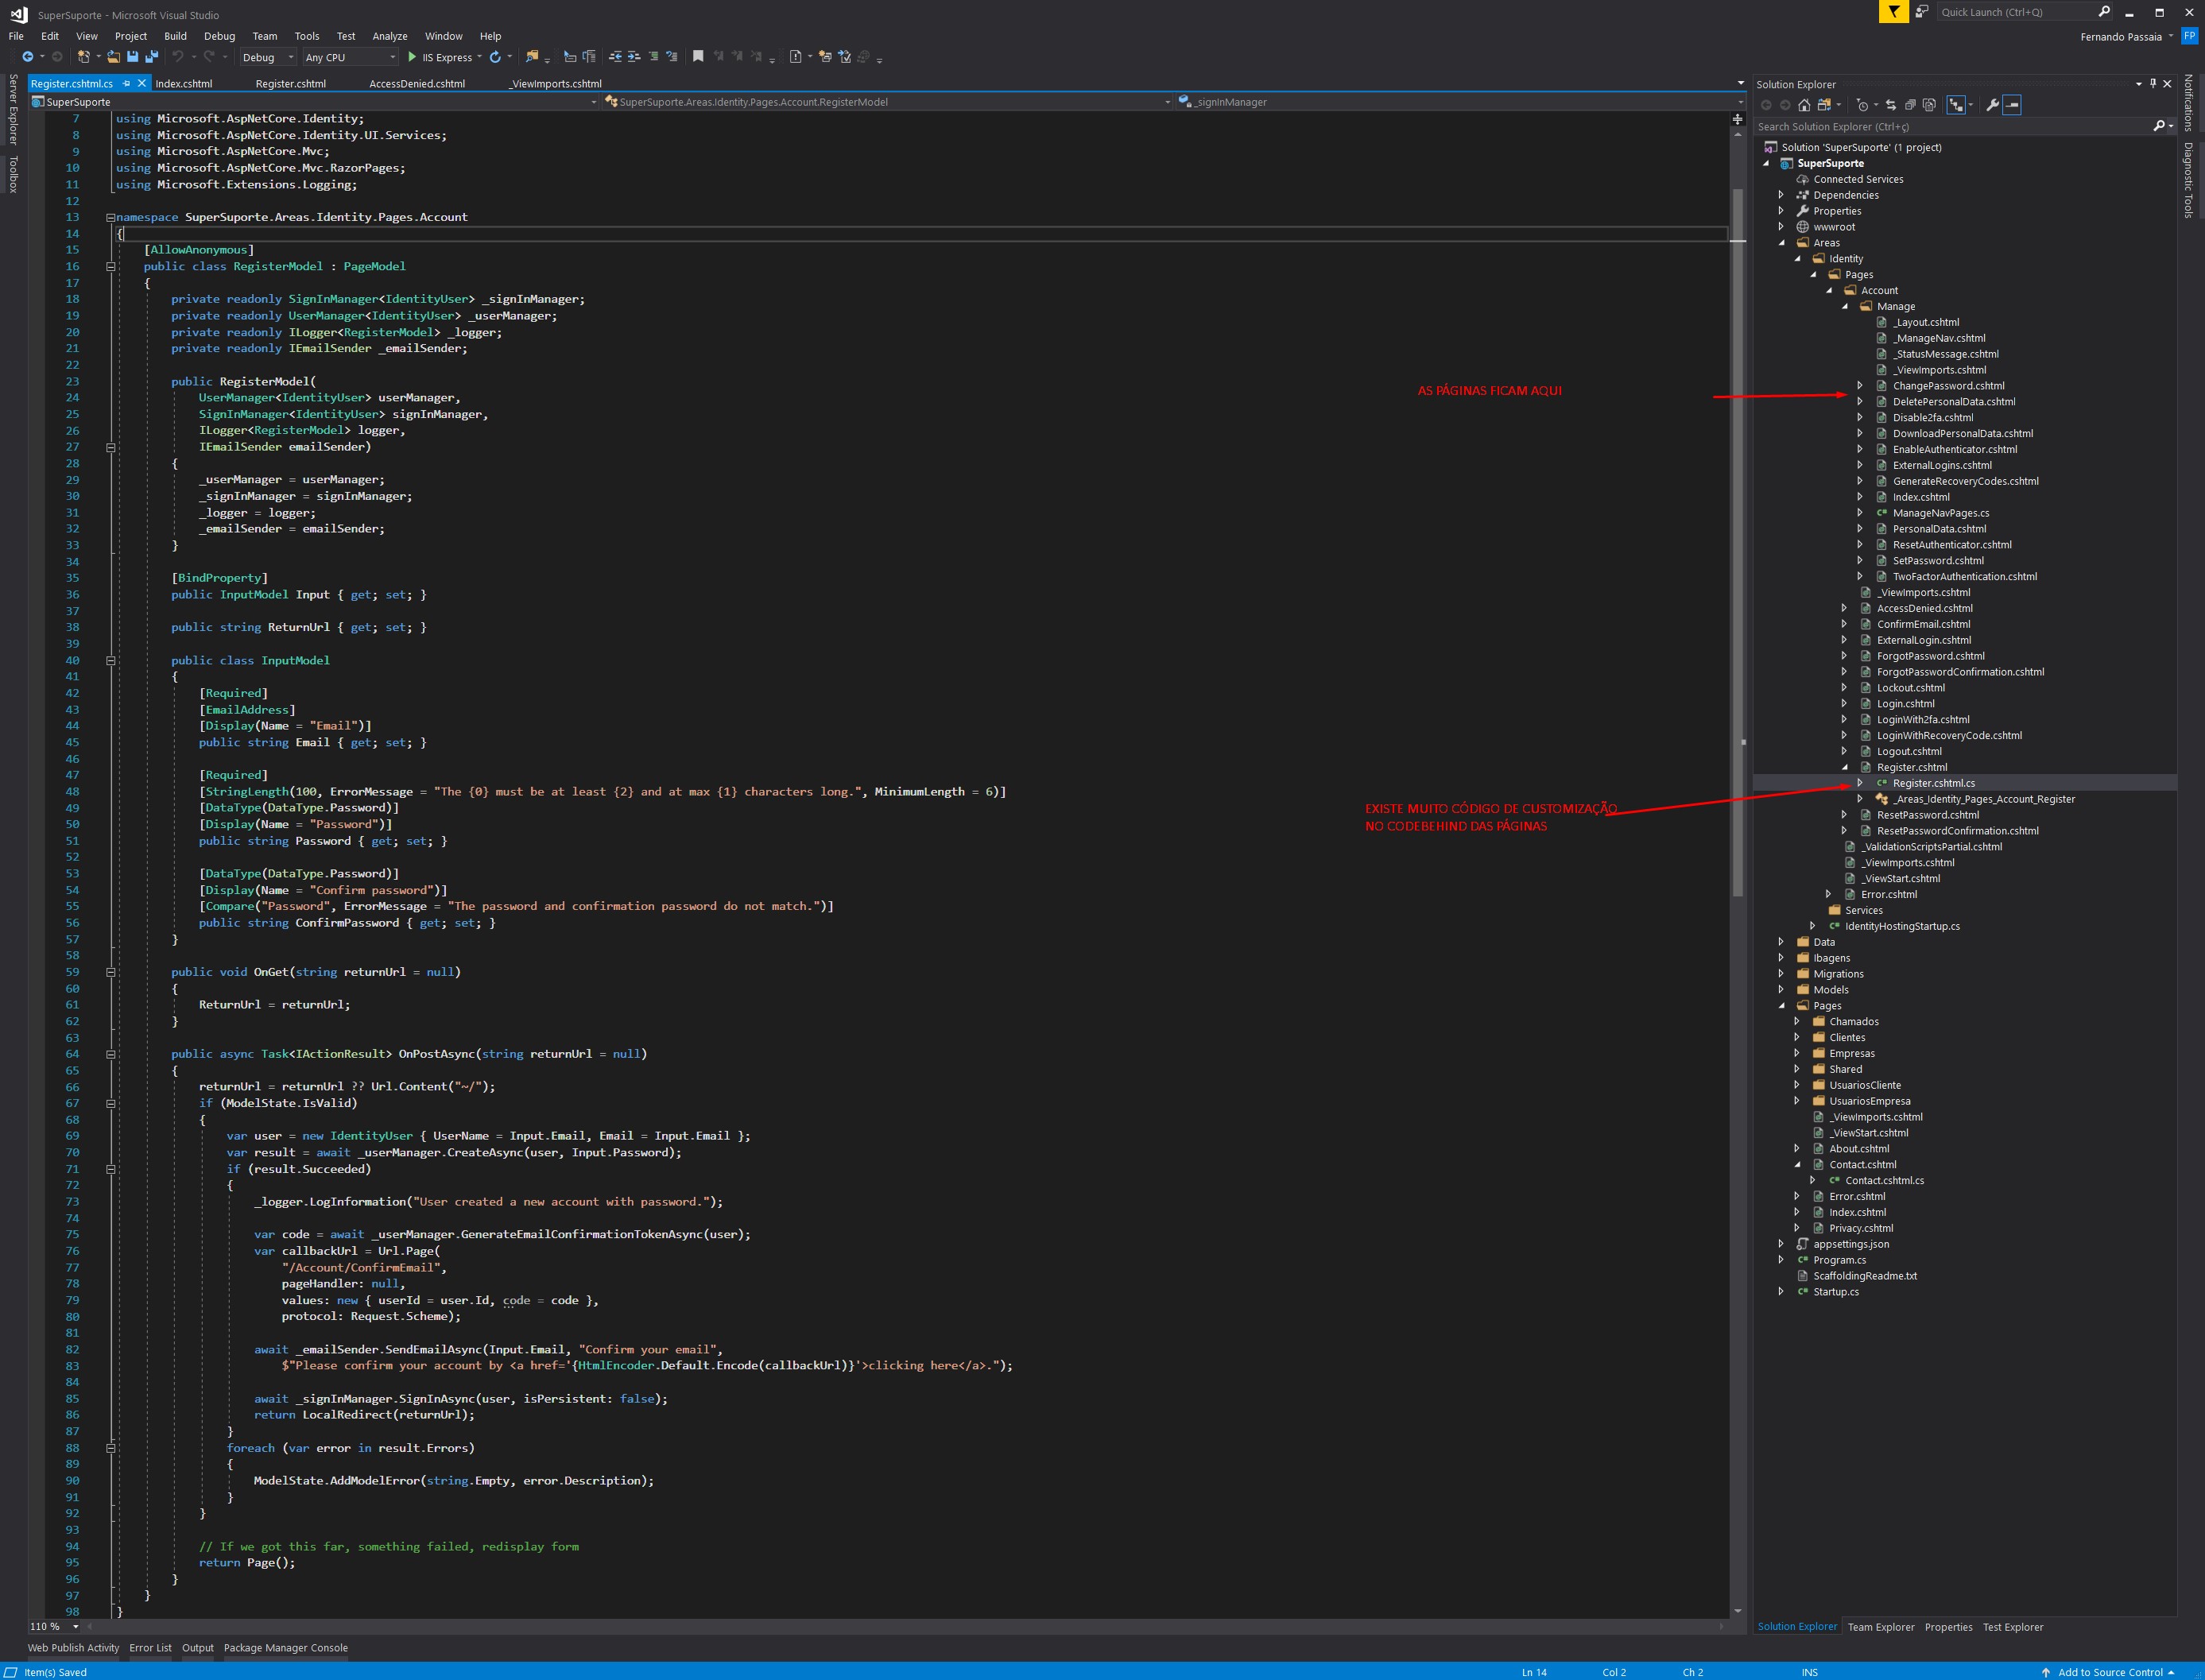 SuperSuporte - Microsoft Visual Studio
Quick Launch (Ctrl+Q)
File Edit View Project Build Debug Team Tools Test Analyze Window Help
Fernando Passaia FP
Debug Any CPU IIS Express
Register.cshtml.cs Index.cshtml Register.cshtml AccessDenied.cshtml _ViewImports.cshtml
SuperSuporte SuperSuporte.Areas.Identity.Pages.Account.RegisterModel _signInManager
Server Explorer
Toolbox
7 using Microsoft.AspNetCore.Identity;
8 using Microsoft.AspNetCore.Identity.UI.Services;
9 using Microsoft.AspNetCore.Mvc;
10 using Microsoft.AspNetCore.Mvc.RazorPages;
11 using Microsoft.Extensions.Logging;
12
13 namespace SuperSuporte.Areas.Identity.Pages.Account
14 {
15 [AllowAnonymous]
16 public class RegisterModel : PageModel
17 {
18 private readonly SignInManager<IdentityUser> _signInManager;
19 private readonly UserManager<IdentityUser> _userManager;
20 private readonly ILogger<RegisterModel> _logger;
21 private readonly IEmailSender _emailSender;
22
23 public RegisterModel(
24 UserManager<IdentityUser> userManager,
25 SignInManager<IdentityUser> signInManager,
26 ILogger<RegisterModel> logger,
27 IEmailSender emailSender)
28 {
29 _userManager = userManager;
30 _signInManager = signInManager;
31 _logger = logger;
32 _emailSender = emailSender;
33 }
34
35 [BindProperty]
36 public InputModel Input { get; set; }
37
38 public string ReturnUrl { get; set; }
39
40 public class InputModel
41 {
42 [Required]
43 [EmailAddress]
44 [Display(Name = "Email")]
45 public string Email { get; set; }
46
47 [Required]
48 [StringLength(100, ErrorMessage = "The {0} must be at least {2} and at max {1} characters long.", MinimumLength = 6)]
49 [DataType(DataType.Password)]
50 [Display(Name = "Password")]
51 public string Password { get; set; }
52
53 [DataType(DataType.Password)]
54 [Display(Name = "Confirm password")]
55 [Compare("Password", ErrorMessage = "The password and confirmation password do not match.")]
56 public string ConfirmPassword { get; set; }
57 }
58
59 public void OnGet(string returnUrl = null)
60 {
61 ReturnUrl = returnUrl;
62 }
63
64 public async Task<IActionResult> OnPostAsync(string returnUrl = null)
65 {
66 returnUrl = returnUrl ?? Url.Content("~/");
67 if (ModelState.IsValid)
68 {
69 var user = new IdentityUser { UserName = Input.Email, Email = Input.Email };
70 var result = await _userManager.CreateAsync(user, Input.Password);
71 if (result.Succeeded)
72 {
73 _logger.LogInformation("User created a new account with password.");
74
75 var code = await _userManager.GenerateEmailConfirmationTokenAsync(user);
76 var callbackUrl = Url.Page(
77 "/Account/ConfirmEmail",
78 pageHandler: null,
79 values: new { userId = user.Id, code = code },
80 protocol: Request.Scheme);
81
82 await _emailSender.SendEmailAsync(Input.Email, "Confirm your email",
83 $"Please confirm your account by <a href='{HtmlEncoder.Default.Encode(callbackUrl)}'>clicking here</a>.");
84
85 await _signInManager.SignInAsync(user, isPersistent: false);
86 return LocalRedirect(returnUrl);
87 }
88 foreach (var error in result.Errors)
89 {
90 ModelState.AddModelError(string.Empty, error.Description);
91 }
92 }
93
94 // If we got this far, something failed, redisplay form
95 return Page();
96 }
97 }
98 }
AS PÁGINAS FICAM AQUI
EXISTE MUITO CÓDIGO DE CUSTOMIZAÇÃO
NO CODEBEHIND DAS PÁGINAS
110 %
Solution Explorer
Search Solution Explorer (Ctrl+ç)
Solution 'SuperSuporte' (1 project)
SuperSuporte
Connected Services
Dependencies
Properties
wwwroot
Areas
Identity
Pages
Account
Manage
_Layout.cshtml
_ManageNav.cshtml
_StatusMessage.cshtml
_ViewImports.cshtml
ChangePassword.cshtml
DeletePersonalData.cshtml
Disable2fa.cshtml
DownloadPersonalData.cshtml
EnableAuthenticator.cshtml
ExternalLogins.cshtml
GenerateRecoveryCodes.cshtml
Index.cshtml
ManageNavPages.cs
PersonalData.cshtml
ResetAuthenticator.cshtml
SetPassword.cshtml
TwoFactorAuthentication.cshtml
_ViewImports.cshtml
AccessDenied.cshtml
ConfirmEmail.cshtml
ExternalLogin.cshtml
ForgotPassword.cshtml
ForgotPasswordConfirmation.cshtml
Lockout.cshtml
Login.cshtml
LoginWith2fa.cshtml
LoginWithRecoveryCode.cshtml
Logout.cshtml
Register.cshtml
Register.cshtml.cs
_Areas_Identity_Pages_Account_Register
ResetPassword.cshtml
ResetPasswordConfirmation.cshtml
_ValidationScriptsPartial.cshtml
_ViewImports.cshtml
_ViewStart.cshtml
Error.cshtml
Services
IdentityHostingStartup.cs
Data
Ibagens
Migrations
Models
Pages
Chamados
Clientes
Empresas
Shared
UsuariosCliente
UsuariosEmpresa
_ViewImports.cshtml
_ViewStart.cshtml
About.cshtml
Contact.cshtml
Contact.cshtml.cs
Error.cshtml
Index.cshtml
Privacy.cshtml
appsettings.json
Program.cs
ScaffoldingReadme.txt
Startup.cs
Solution Explorer Team Explorer Properties Test Explorer
Notifications
Diagnostic Tools
Web Publish Activity Error List Output Package Manager Console
Item(s) Saved Ln 14 Col 2 Ch 2 INS Add to Source Control